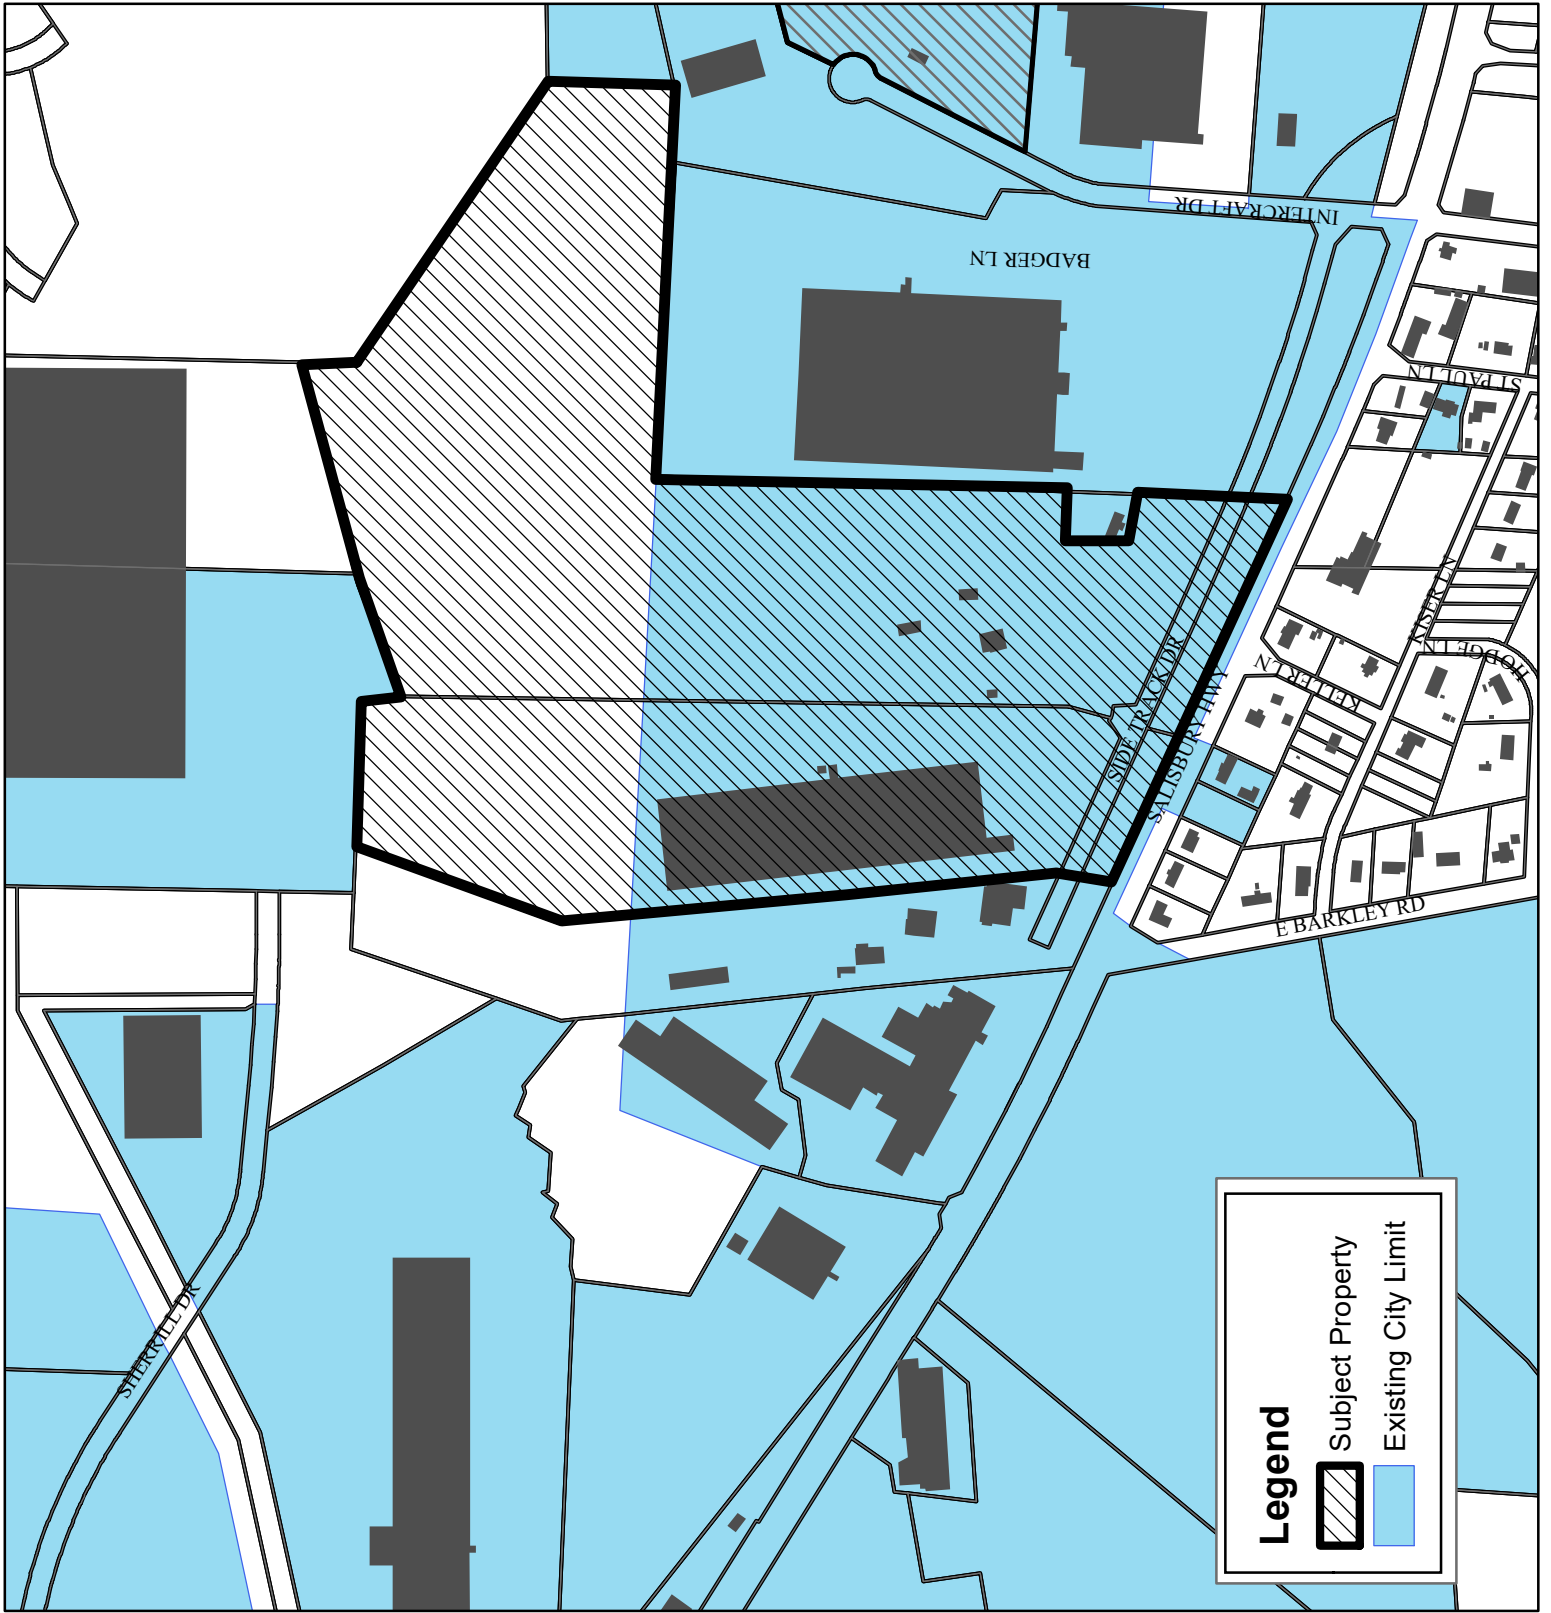 INTERCRAFT DR
BADGER LN
ST PAUL LN
KISER LN
HODGE LN
KELLER LN
SIDE TRACK DR
SALISBURY HWY
E BARKLEY RD
SHERRILL DR
Legend
Subject Property
Existing City Limit